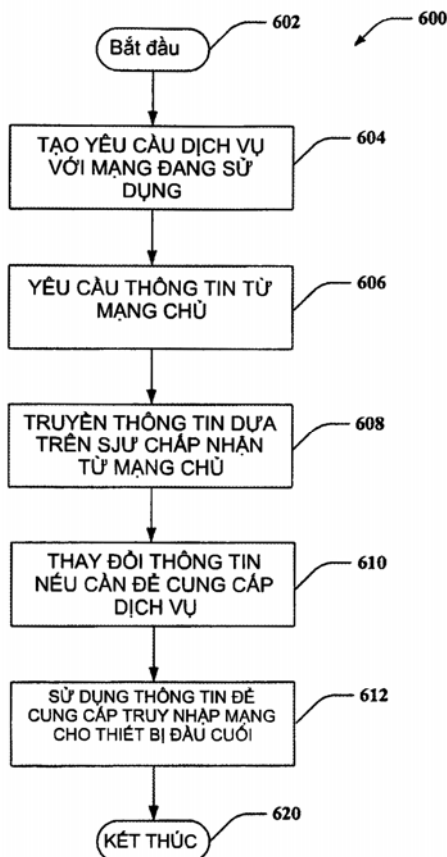 Bắt đầu
602
600
TẠO YÊU CẦU DỊCH VỤ
VỚI MẠNG ĐANG SỬ
DỤNG
604
YÊU CẦU THÔNG TIN TỪ
MẠNG CHỦ
606
TRUYỀN THÔNG TIN DỰA
TRÊN SJƯ CHẤP NHẬN
TỪ MẠNG CHỦ
608
THAY ĐỔI THÔNG TIN
NẾU CẦN ĐỂ CUNG CẤP
DỊCH VỤ
610
SỬ DỤNG THÔNG TIN ĐỂ
CUNG CẤP TRUY NHẬP MẠNG
CHO THIẾT BỊ ĐẦU CUỐI
612
KẾT THÚC
620